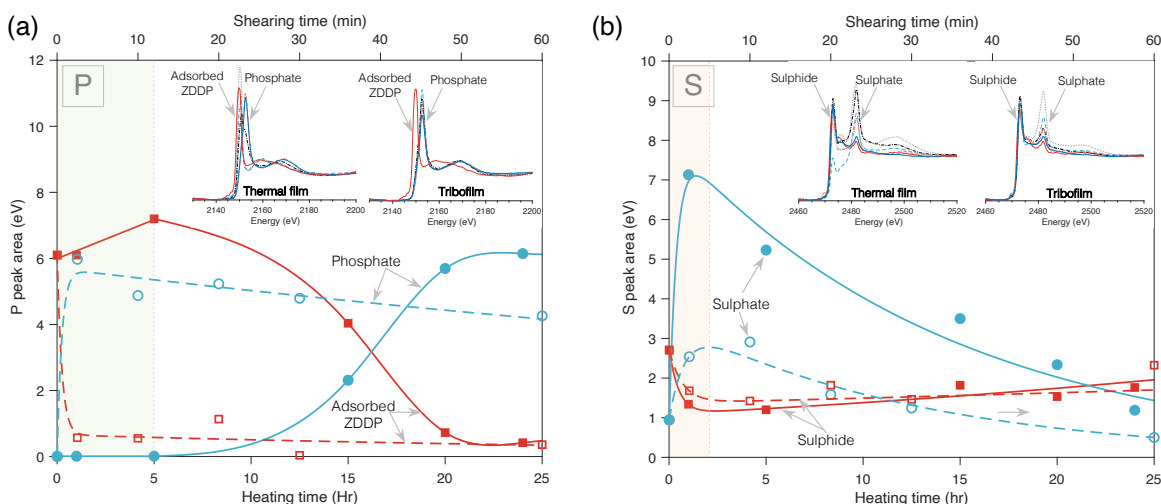 (a)
Shearing time (min)
0 10 20 30 40 50 60
P
Adsorbed
ZDDP
Phosphate
Thermal film
2140 2160 2180 2200
Energy (eV)
Adsorbed
ZDDP
Phosphate
Tribofilm
2140 2160 2180 2200
Energy (eV)
P peak area (eV)
12
10
8
6
4
2
0
Phosphate
Adsorbed
ZDDP
0 5 10 15 20 25
Heating time (Hr)
(b)
Shearing time (min)
0 10 20 30 40 50 60
S
Sulphide
Sulphate
Thermal film
2460 2480 2500 2520
Energy (eV)
Sulphide
Sulphate
Tribofilm
2460 2480 2500 2520
Energy (eV)
S peak area (eV)
10
9
8
7
6
5
4
3
2
1
0
Sulphate
Sulphide
0 5 10 15 20 25
Heating time (hr)